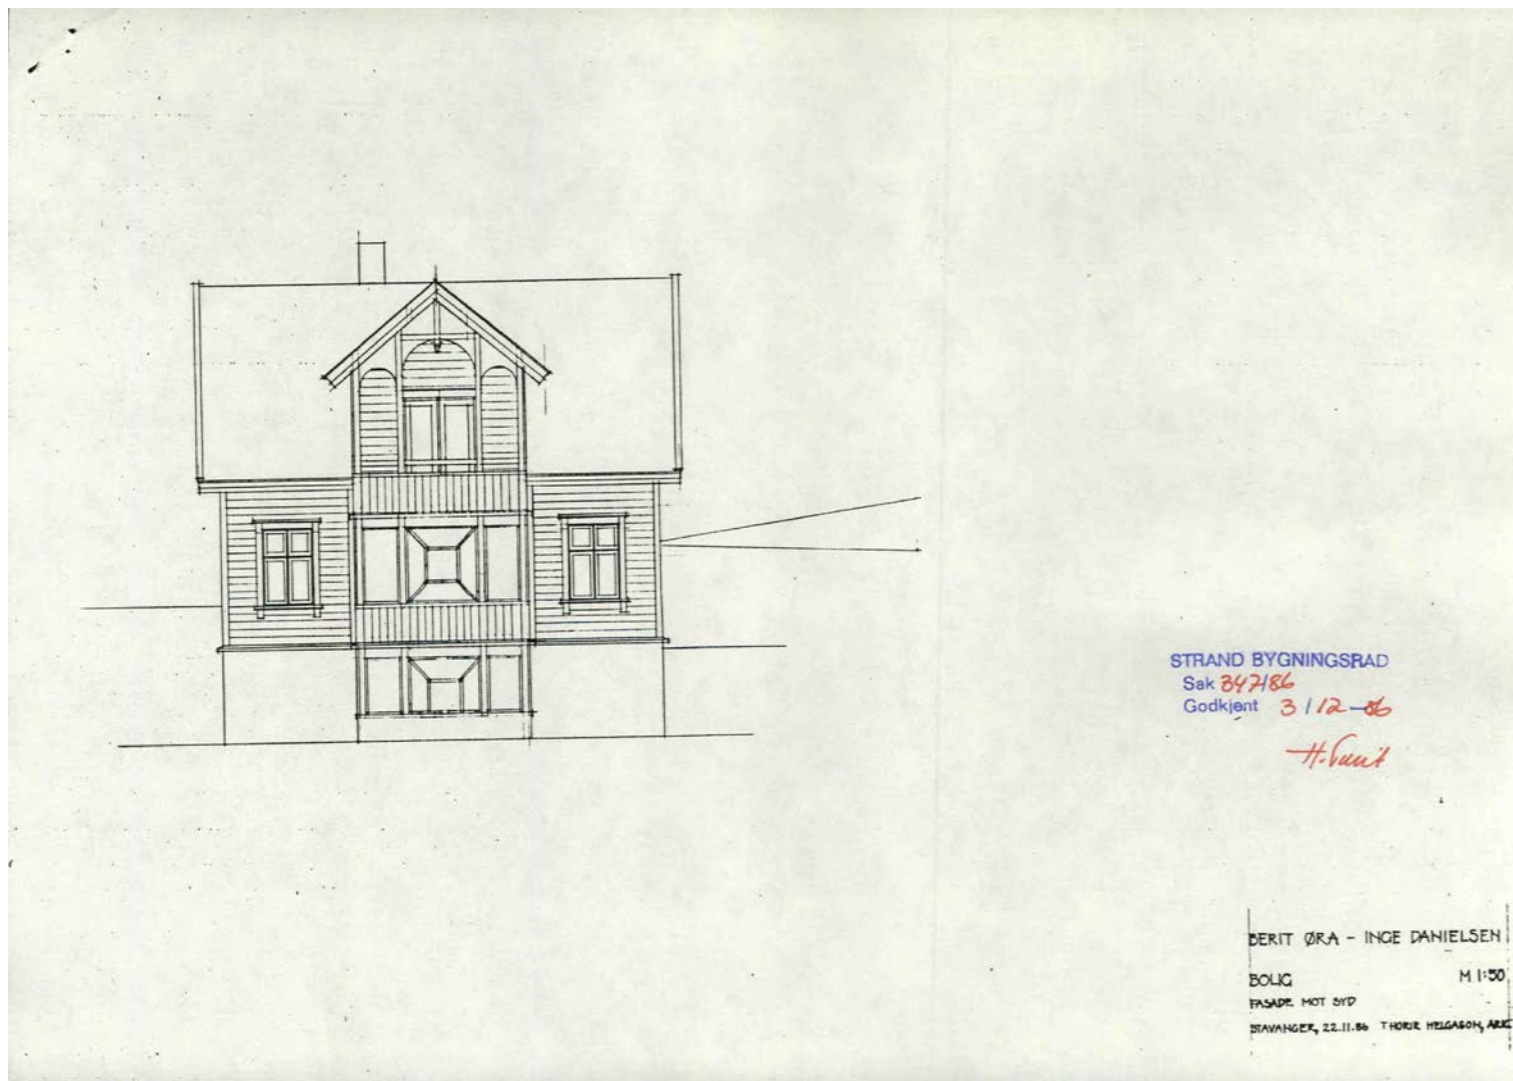 STRAND BYGNINGSRAD
Sak 347/86
Godkjent 3/12-86
BERIT ØRA - INGE DANIELSEN
BOLIG M 1:50
FASADE MOT SYD
STAVANGER, 22.11.86 THORIR HELGASON, ARK